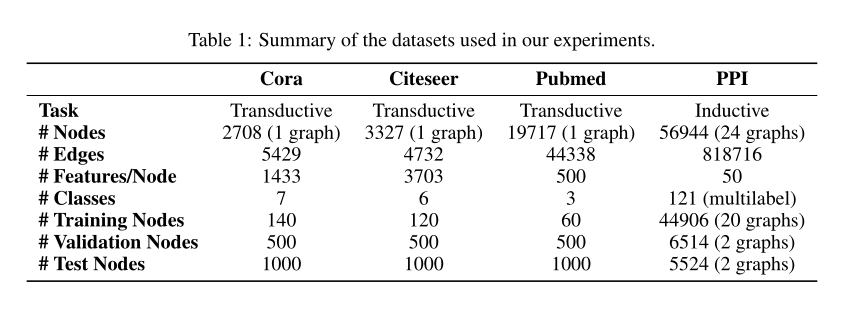 Table 1: Summary of the datasets used in our experiments.
Cora Citeseer Pubmed PPI
Task Transductive Transductive Transductive Inductive
# Nodes 2708 (1 graph) 3327 (1 graph) 19717 (1 graph) 56944 (24 graphs)
# Edges 5429 4732 44338 818716
# Features/Node 1433 3703 500 50
# Classes 7 6 3 121 (multilabel)
# Training Nodes 140 120 60 44906 (20 graphs)
# Validation Nodes 500 500 500 6514 (2 graphs)
# Test Nodes 1000 1000 1000 5524 (2 graphs)